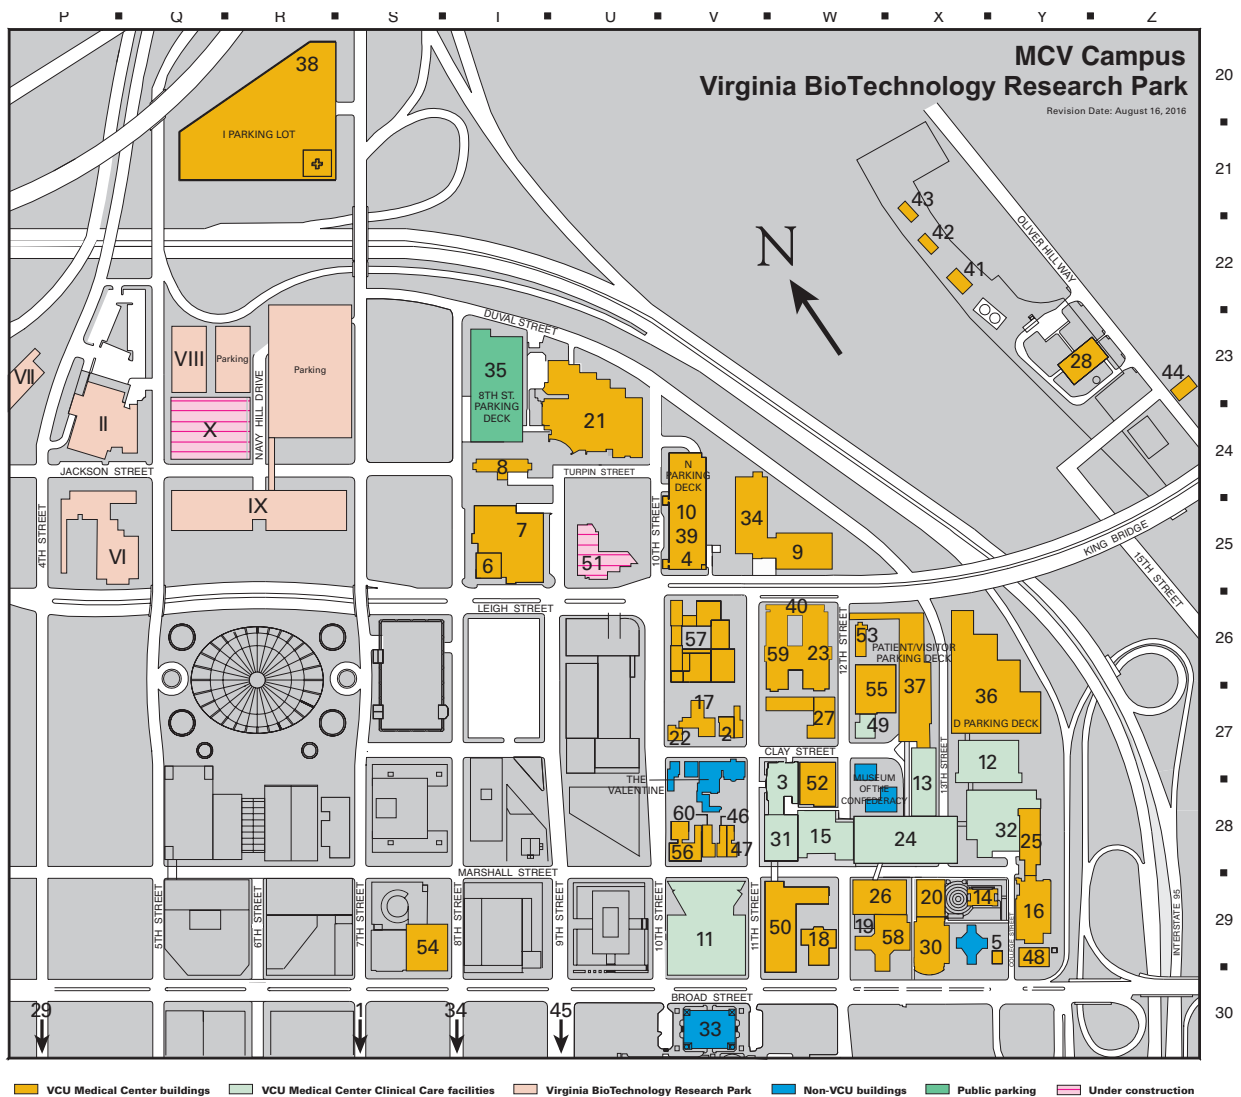 P Q R S T U V W X Y Z
MCV Campus
Virginia BioTechnology Research Park
Revision Date: August 16, 2016
20
21
22
23
24
25
26
27
28
29
30
38
I PARKING LOT
N
43
42
41
OLIVER HILL WAY
28
44
DUVAL STREET
VII
VIII
Parking
Parking
35
8TH ST.
PARKING
DECK
21
II
X
NAVY HILL DRIVE
JACKSON STREET
8
TURPIN STREET
N
PARKING
DECK
10
39
4
34
9
IX
VI
4TH STREET
7
6
51
10TH STREET
KING BRIDGE
15TH STREET
LEIGH STREET
57
40
59
23
12TH STREET
53
PATIENT/VISITOR
PARKING DECK
55
37
49
36
D PARKING DECK
17
22
2
27
CLAY STREET
13TH STREET
THE
VALENTINE
3
52
MUSEUM
OF THE
CONFEDERACY
13
12
60
46
56
47
31
15
24
32
25
MARSHALL STREET
5TH STREET
6TH STREET
7TH STREET
8TH STREET
9TH STREET
10TH STREET
11TH STREET
COLLEGE STREET
INTERSTATE 95
54
11
50
18
26
19
58
20
30
14
5
16
48
BROAD STREET
29
1
34
45
33
VCU Medical Center buildings
VCU Medical Center Clinical Care facilities
Virginia BioTechnology Research Park
Non-VCU buildings
Public parking
Under construction